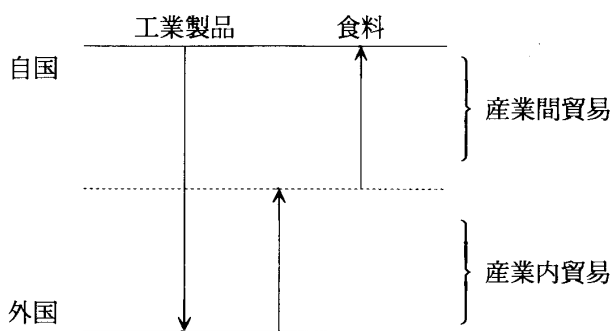 工業製品 食料
自国
産業間貿易
産業内貿易
外国